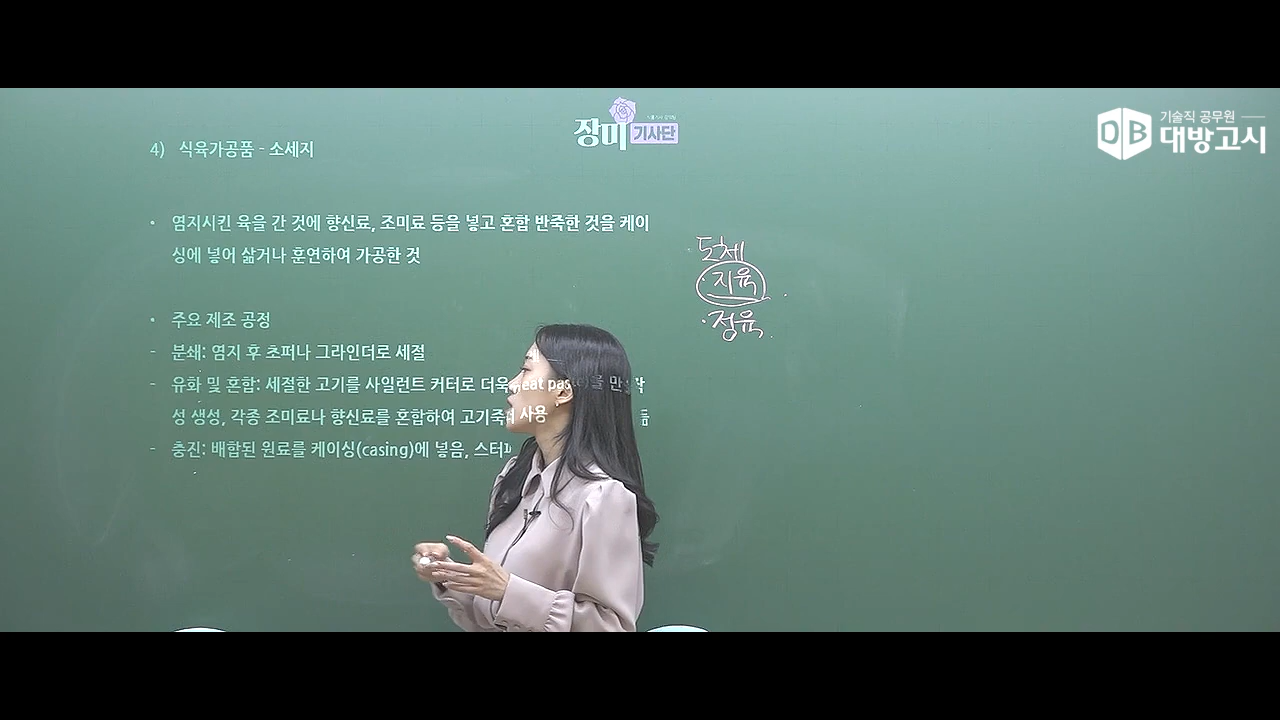 기술직 공무원
대방고시
DB
장미 기사단
4) 식육가공품 - 소세지
• 염지시킨 육을 간 것에 향신료, 조미료 등을 넣고 혼합 반죽한 것을 케이
싱에 넣어 삶거나 훈연하여 가공한 것
도체
• 지육
• 정육
• 주요 제조 공정
- 분쇄: 염지 후 초퍼나 그라인더로 세절
- 유화 및 혼합: 세절한 고기를 사일런트 커터로 더욱 을 만
성 생성, 각종 조미료나 향신료를 혼합하여 사용
- 충진: 배합된 원료를 케이싱(casing)에 넣음,